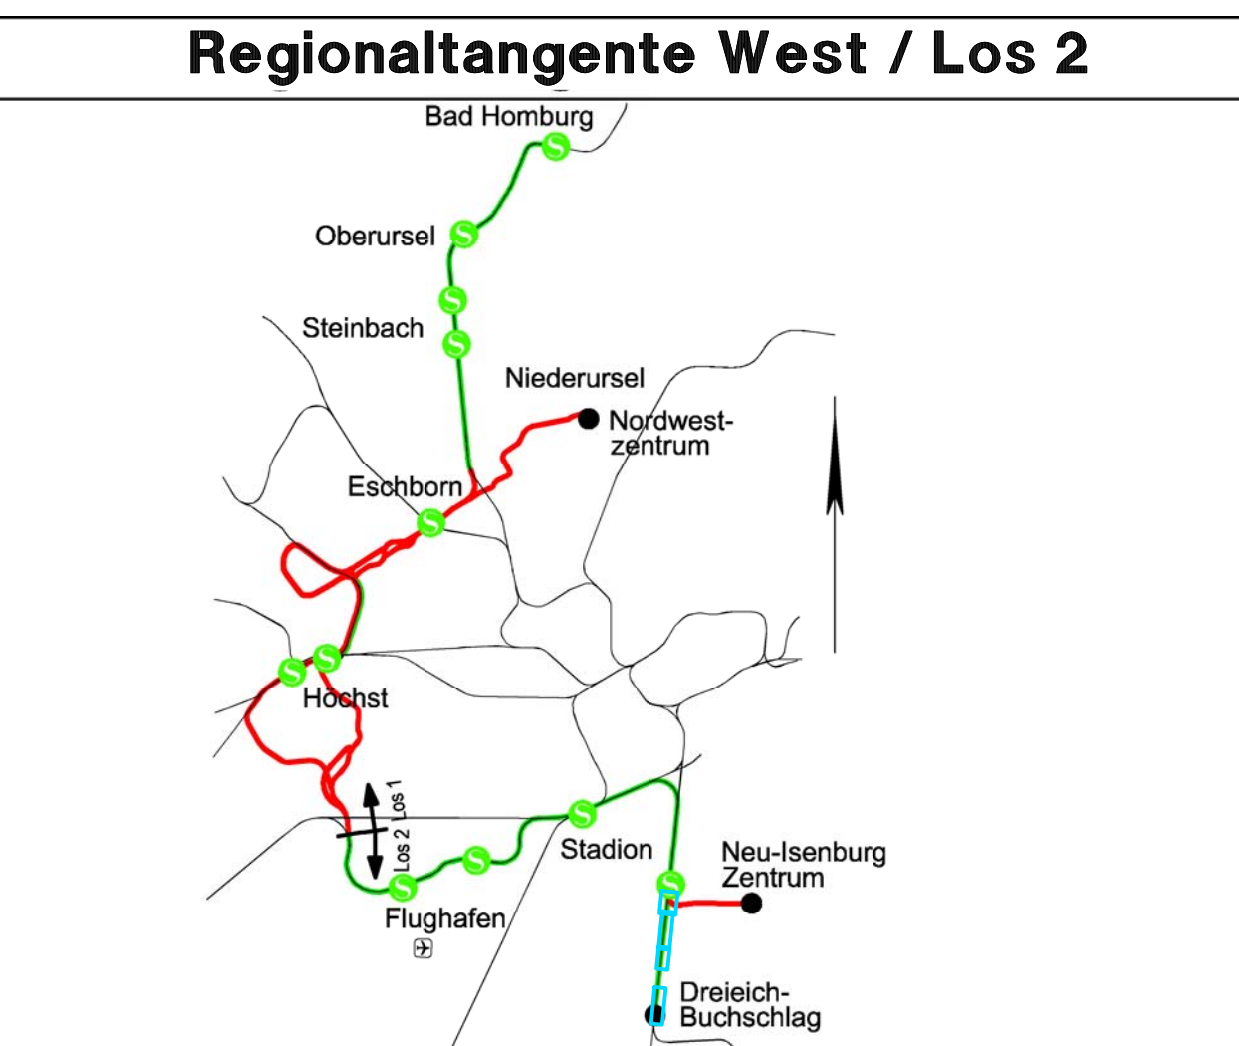 Regionaltangente West / Los 2
Bad Homburg
S
Oberursel
S
S
Steinbach
S
Niederursel
Nordwest-
zentrum
Eschborn
S
S
S
Höchst
Los 1
Los 2
S
Stadion
S
S
Flughafen
Neu-Isenburg
Zentrum
S
Dreieich-
Buchschlag